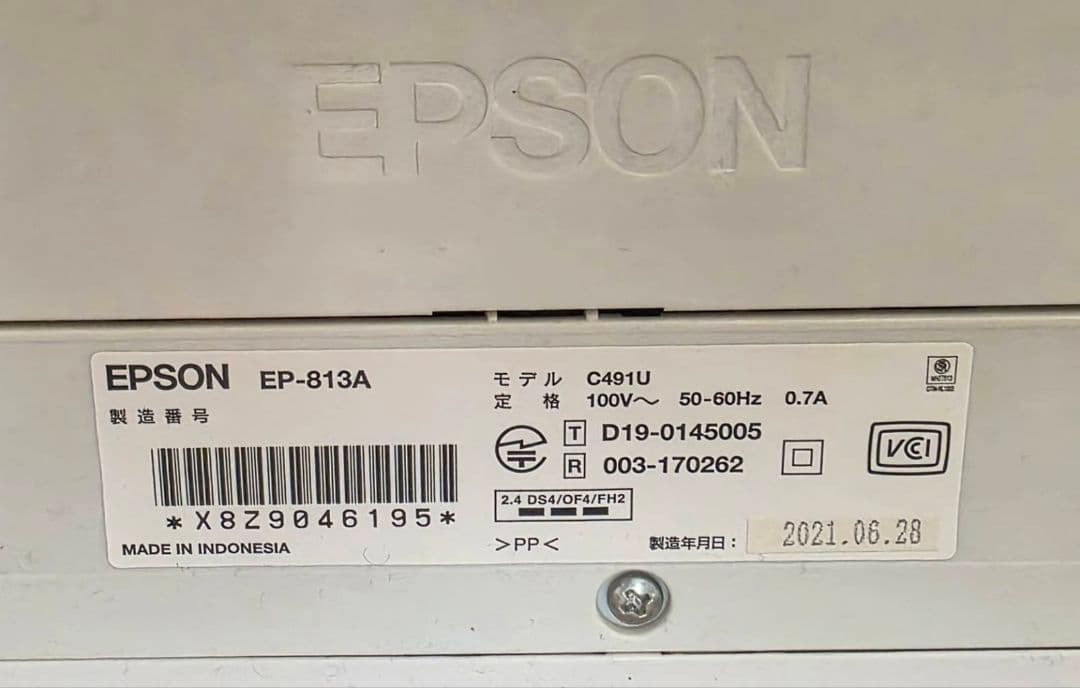 EPSON
EPSON EP-813A
製造番号
*X8Z9046195*
MADE IN INDONESIA
モデル C491U
定格 100V～ 50-60Hz 0.7A
T D19-0145005
R 003-170262
2.4 DS4/OF4/FH2
>PP<
VCI
製造年月日： 2021.06.28